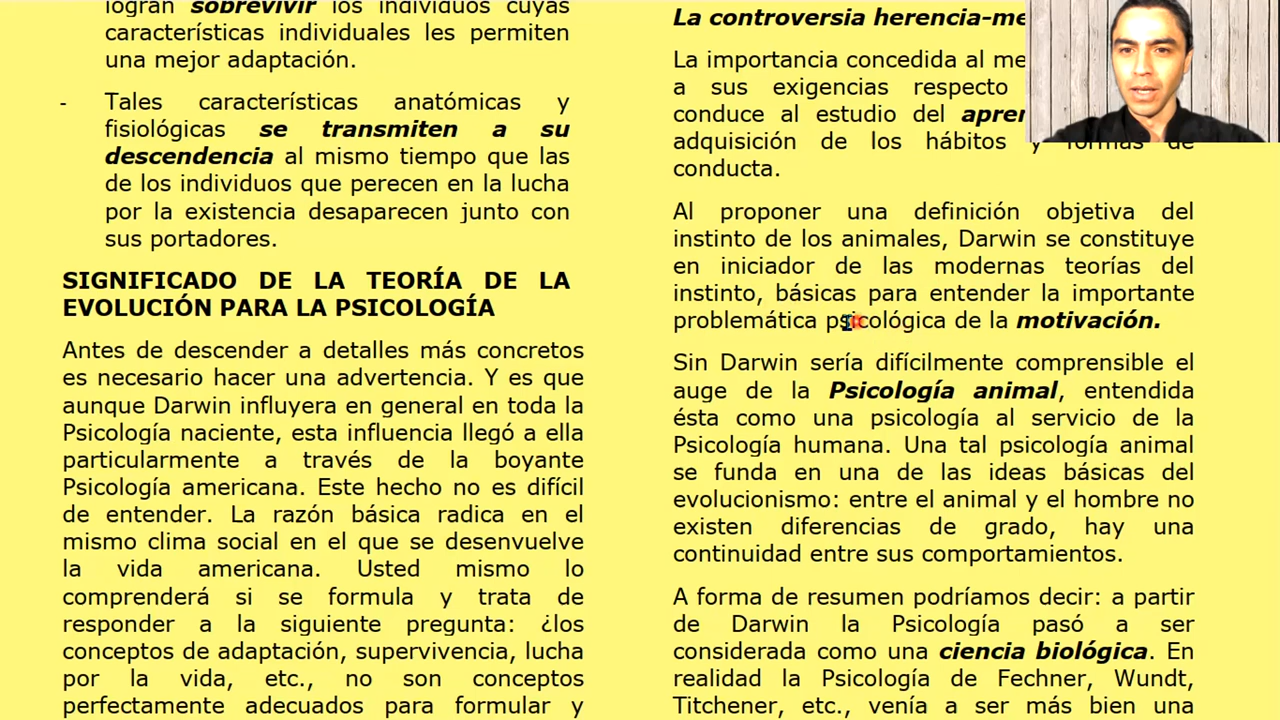 logran sobrevivir los individuos cuyas
características individuales les permiten
una mejor adaptación.
- Tales características anatómicas y
fisiológicas se transmiten a su
descendencia al mismo tiempo que las
de los individuos que perecen en la lucha
por la existencia desaparecen junto con
sus portadores.
SIGNIFICADO DE LA TEORÍA DE LA
EVOLUCIÓN PARA LA PSICOLOGÍA
Antes de descender a detalles más concretos
es necesario hacer una advertencia. Y es que
aunque Darwin influyera en general en toda la
Psicología naciente, esta influencia llegó a ella
particularmente a través de la boyante
Psicología americana. Este hecho no es difícil
de entender. La razón básica radica en el
mismo clima social en el que se desenvuelve
la vida americana. Usted mismo lo
comprenderá si se formula y trata de
responder a la siguiente pregunta: ¿los
conceptos de adaptación, supervivencia, lucha
por la vida, etc., no son conceptos
perfectamente adecuados para formular y
La controversia herencia-me
La importancia concedida al me
a sus exigencias respecto
conduce al estudio del apren
adquisición de los hábitos y formas de
conducta.
Al proponer una definición objetiva del
instinto de los animales, Darwin se constituye
en iniciador de las modernas teorías del
instinto, básicas para entender la importante
problemática psicológica de la motivación.
Sin Darwin sería difícilmente comprensible el
auge de la Psicología animal, entendida
ésta como una psicología al servicio de la
Psicología humana. Una tal psicología animal
se funda en una de las ideas básicas del
evolucionismo: entre el animal y el hombre no
existen diferencias de grado, hay una
continuidad entre sus comportamientos.
A forma de resumen podríamos decir: a partir
de Darwin la Psicología pasó a ser
considerada como una ciencia biológica. En
realidad la Psicología de Fechner, Wundt,
Titchener, etc., venía a ser más bien una